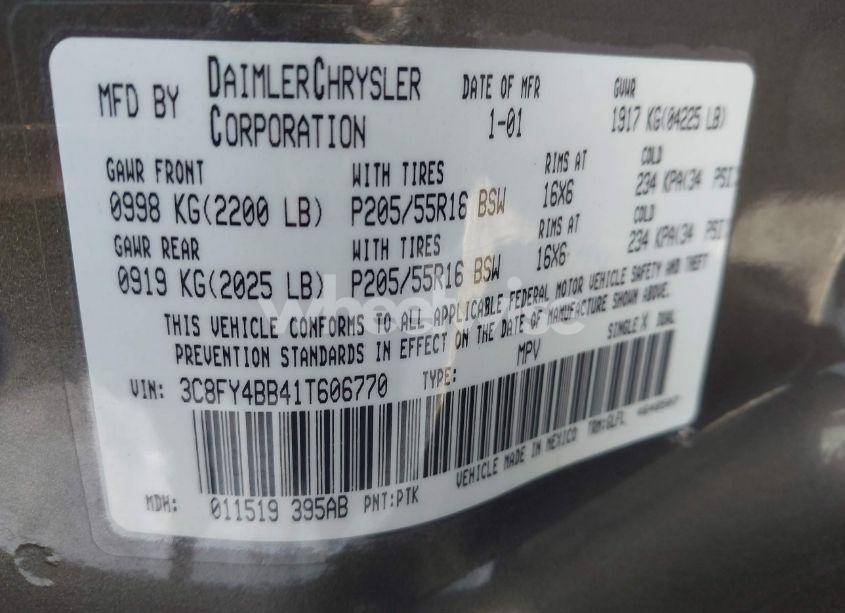 MFD BY DAIMLERCHRYSLER CORPORATION
DATE OF MFR 1-01
GVWR 1917 KG(04225 LB)
GAWR FRONT WITH TIRES RIMS AT COLD
0998 KG(2200 LB) P205/55R16 BSW 16X6 234 KPA(34 PSI
GAWR REAR WITH TIRES RIMS AT COLD
0919 KG(2025 LB) P205/55R16 BSW 16X6 234 KPA(34 PSI
THIS VEHICLE CONFORMS TO ALL APPLICABLE FEDERAL MOTOR VEHICLE SAFETY AND THEFT
PREVENTION STANDARDS IN EFFECT ON THE DATE OF MANUFACTURE SHOWN ABOVE.
VIN: 3C8FY4BB41T606770 TYPE: MPV SINGLE X DUAL
VEHICLE MADE IN MEXICO TRM:GLFL
MDH: 011519 395AB PNT:PTK